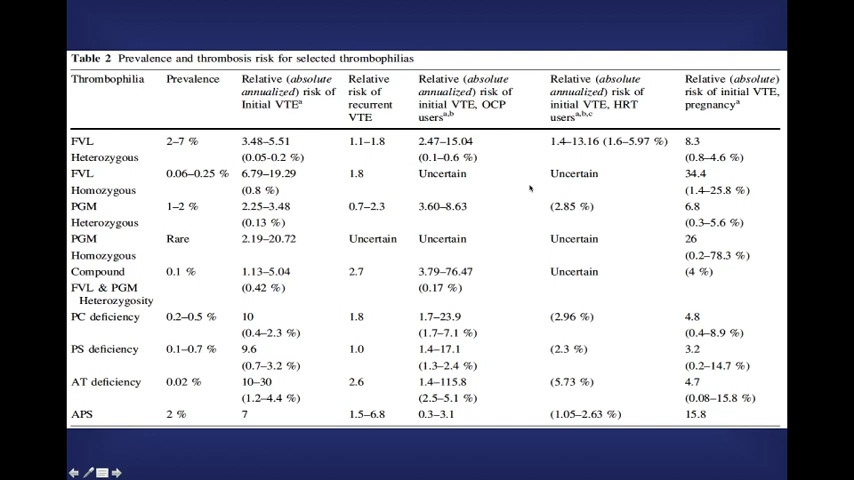 Table 2 Prevalence and thrombosis risk for selected thrombophilias
Thrombophilia Prevalence Relative (absolute Relative Relative (absolute Relative (absolute Relative (absolute)
annualized) risk of risk of annualized) risk of annualized) risk of risk of initial VTE,
Initial VTEa recurrent initial VTE, OCP initial VTE, HRT pregnancya
VTE usersa,b usersa,b,c
FVL 2–7 % 3.48–5.51 1.1–1.8 2.47–15.04 1.4–13.16 (1.6–5.97 %) 8.3
Heterozygous (0.05-0.2 %) (0.1–0.6 %) (0.8–4.6 %)
FVL 0.06–0.25 % 6.79–19.29 1.8 Uncertain Uncertain 34.4
Homozygous (0.8 %) (1.4–25.8 %)
PGM 1–2 % 2.25–3.48 0.7–2.3 3.60–8.63 (2.85 %) 6.8
Heterozygous (0.13 %) (0.3–5.6 %)
PGM Rare 2.19–20.72 Uncertain Uncertain Uncertain 26
Homozygous (0.2–78.3 %)
Compound 0.1 % 1.13–5.04 2.7 3.79–76.47 Uncertain (4 %)
FVL & PGM (0.42 %) (0.17 %)
Heterozygosity
PC deficiency 0.2–0.5 % 10 1.8 1.7–23.9 (2.96 %) 4.8
(0.4–2.3 %) (1.7–7.1 %) (0.4–8.9 %)
PS deficiency 0.1–0.7 % 9.6 1.0 1.4–17.1 (2.3 %) 3.2
(0.7–3.2 %) (1.3–2.4 %) (0.2–14.7 %)
AT deficiency 0.02 % 10–30 2.6 1.4–115.8 (5.73 %) 4.7
(1.2–4.4 %) (2.5–5.1 %) (0.08–15.8 %)
APS 2 % 7 1.5–6.8 0.3–3.1 (1.05–2.63 %) 15.8